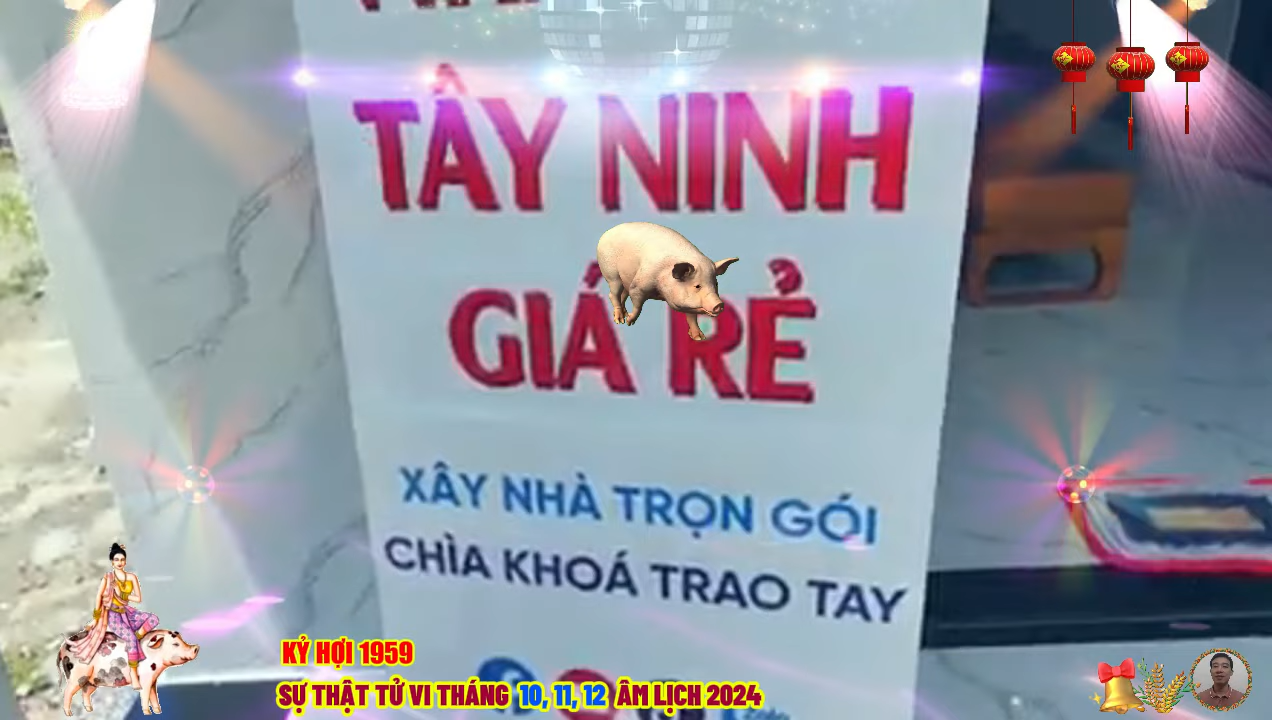 TÂY NINH
GIÁ RẺ
XÂY NHÀ TRỌN GÓI
CHÌA KHOÁ TRAO TAY
KỶ HỢI 1959
SỰ THẬT TỬ VI THÁNG 10, 11, 12 ÂM LỊCH 2024